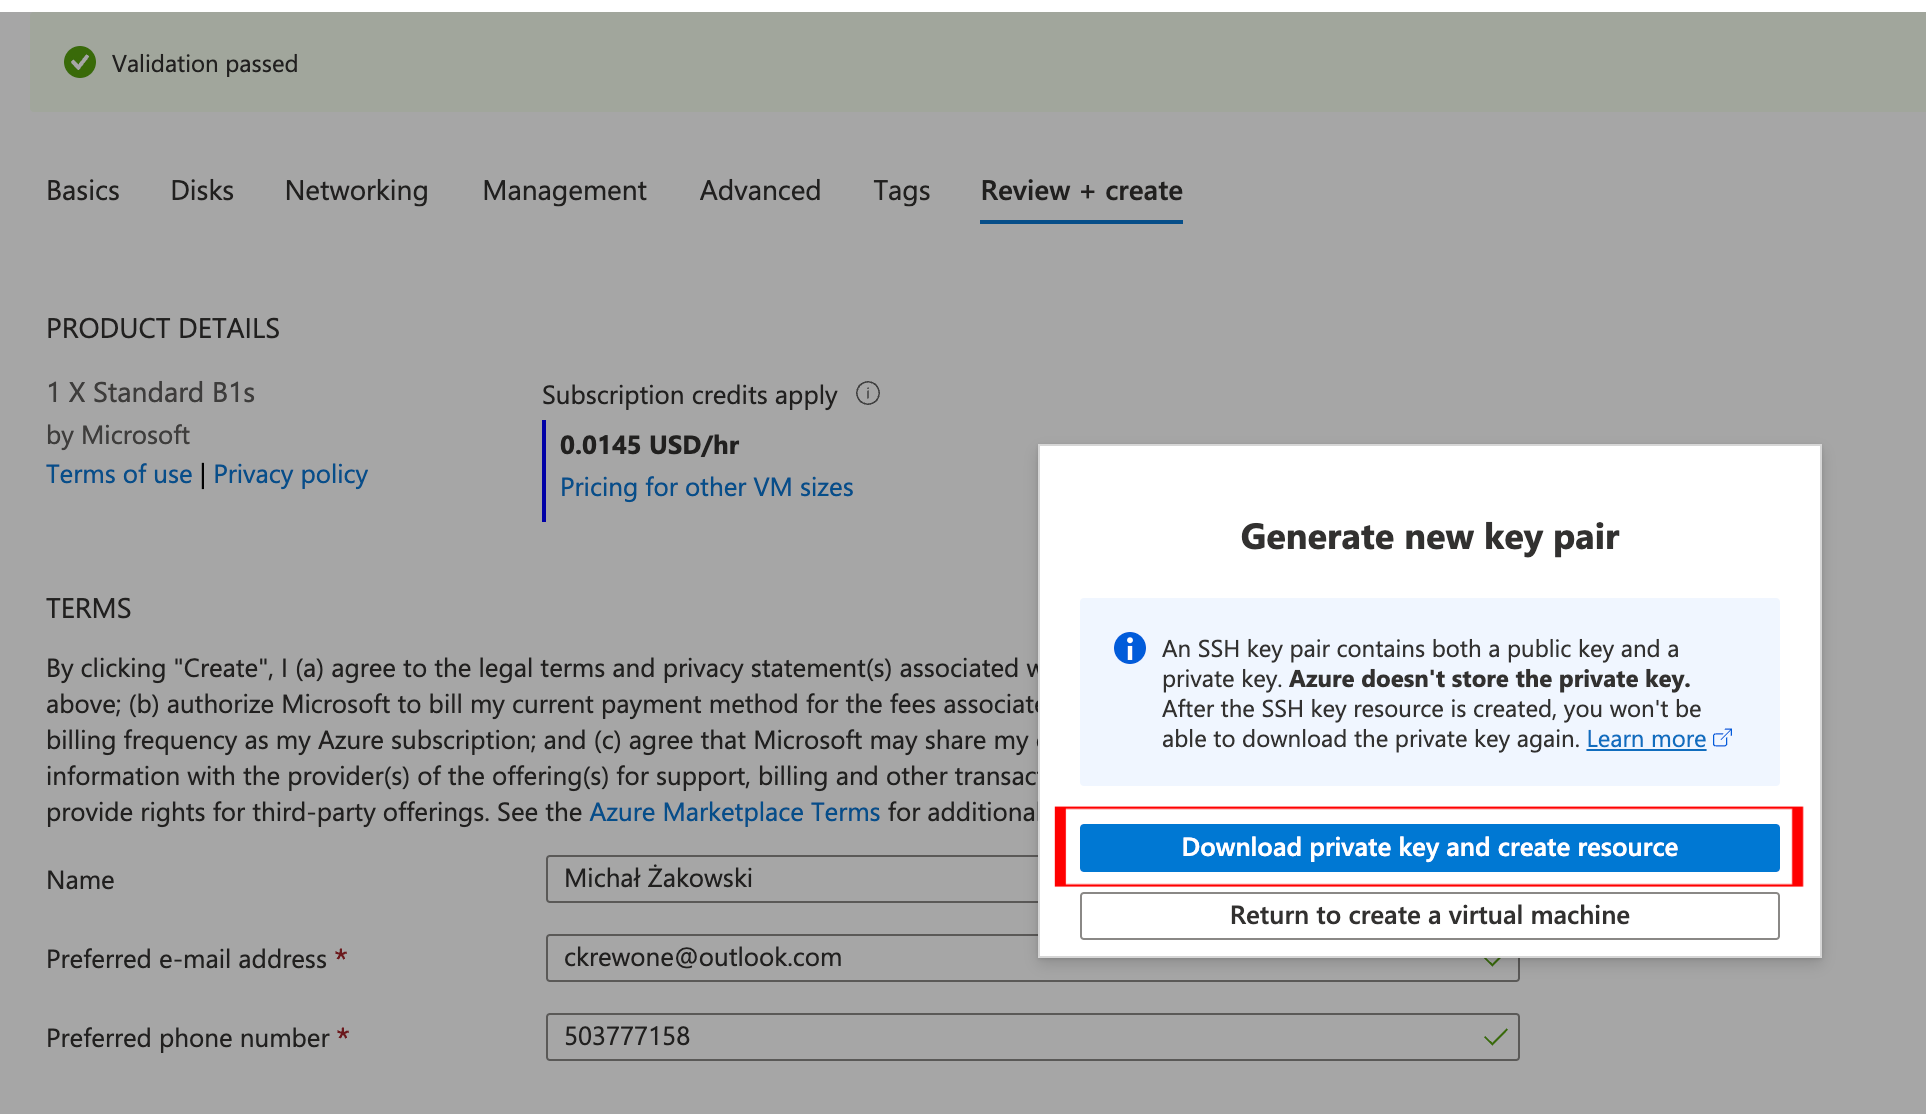 Validation passed
Basics Disks Networking Management Advanced Tags Review + create
PRODUCT DETAILS
1 X Standard B1s
by Microsoft
Terms of use | Privacy policy
Subscription credits apply
0.0145 USD/hr
Pricing for other VM sizes
TERMS
By clicking "Create", I (a) agree to the legal terms and privacy statement(s) associated
above; (b) authorize Microsoft to bill my current payment method for the fees
billing frequency as my Azure subscription; and (c) agree that Microsoft may share my
information with the provider(s) of the offering(s) for support, billing and other
provide rights for third-party offerings. See the Azure Marketplace Terms for additional
Name
Michał Żakowski
Preferred e-mail address *
ckrewone@outlook.com
Preferred phone number *
503777158
Generate new key pair
An SSH key pair contains both a public key and a
private key. Azure doesn't store the private key.
After the SSH key resource is created, you won't be
able to download the private key again. Learn more
Download private key and create resource
Return to create a virtual machine